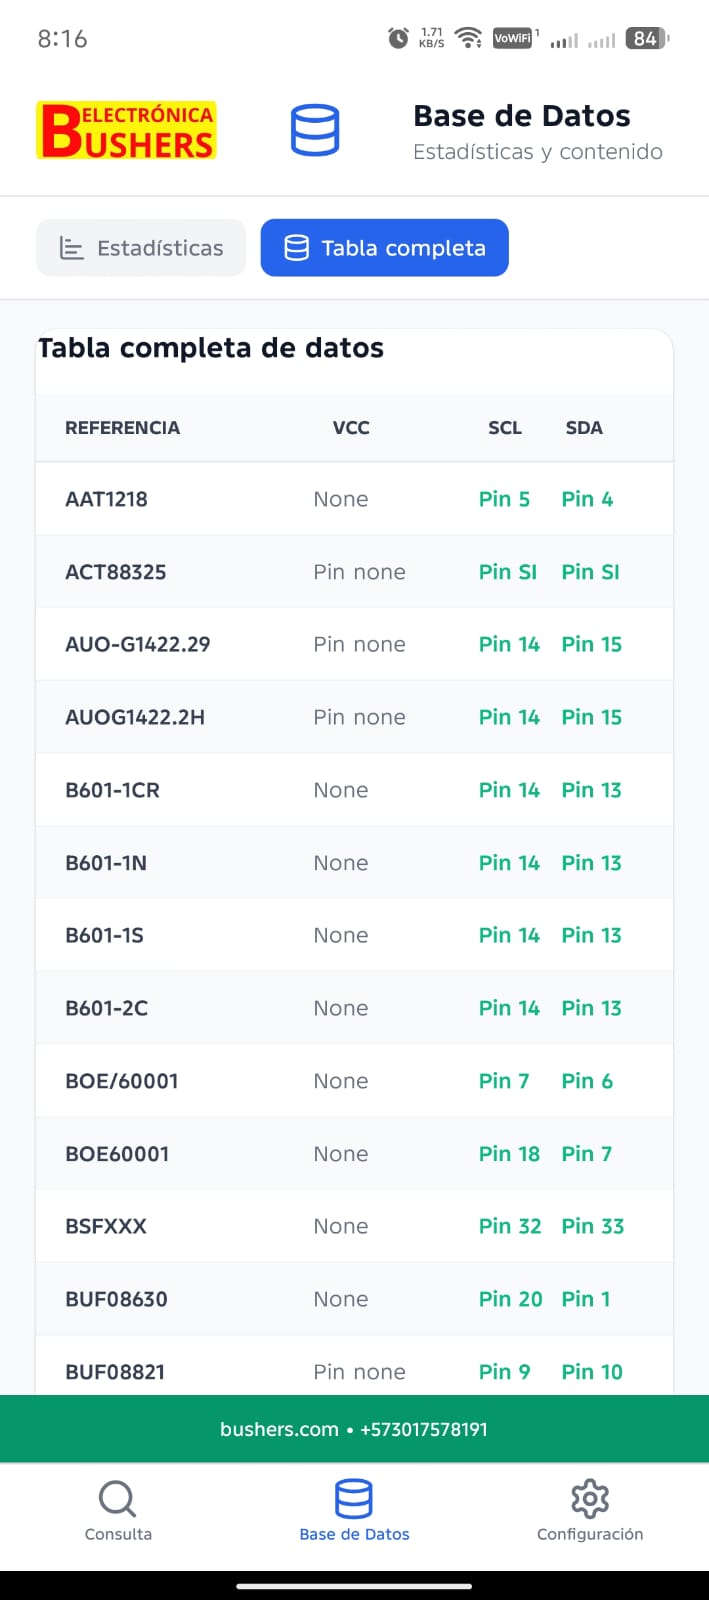 8:16 1.71 KB/S VoWiFi 1 84
ELECTRÓNICA
BUSHERS
Base de Datos
Estadísticas y contenido
Estadísticas Tabla completa
Tabla completa de datos
REFERENCIA VCC SCL SDA
AAT1218 None Pin 5 Pin 4
ACT88325 Pin none Pin SI Pin SI
AUO-G1422.29 Pin none Pin 14 Pin 15
AUOG1422.2H Pin none Pin 14 Pin 15
B601-1CR None Pin 14 Pin 13
B601-1N None Pin 14 Pin 13
B601-1S None Pin 14 Pin 13
B601-2C None Pin 14 Pin 13
BOE/60001 None Pin 7 Pin 6
BOE60001 None Pin 18 Pin 7
BSFXXX None Pin 32 Pin 33
BUF08630 None Pin 20 Pin 1
BUF08821 Pin none Pin 9 Pin 10
bushers.com • +573017578191
Consulta Base de Datos Configuración